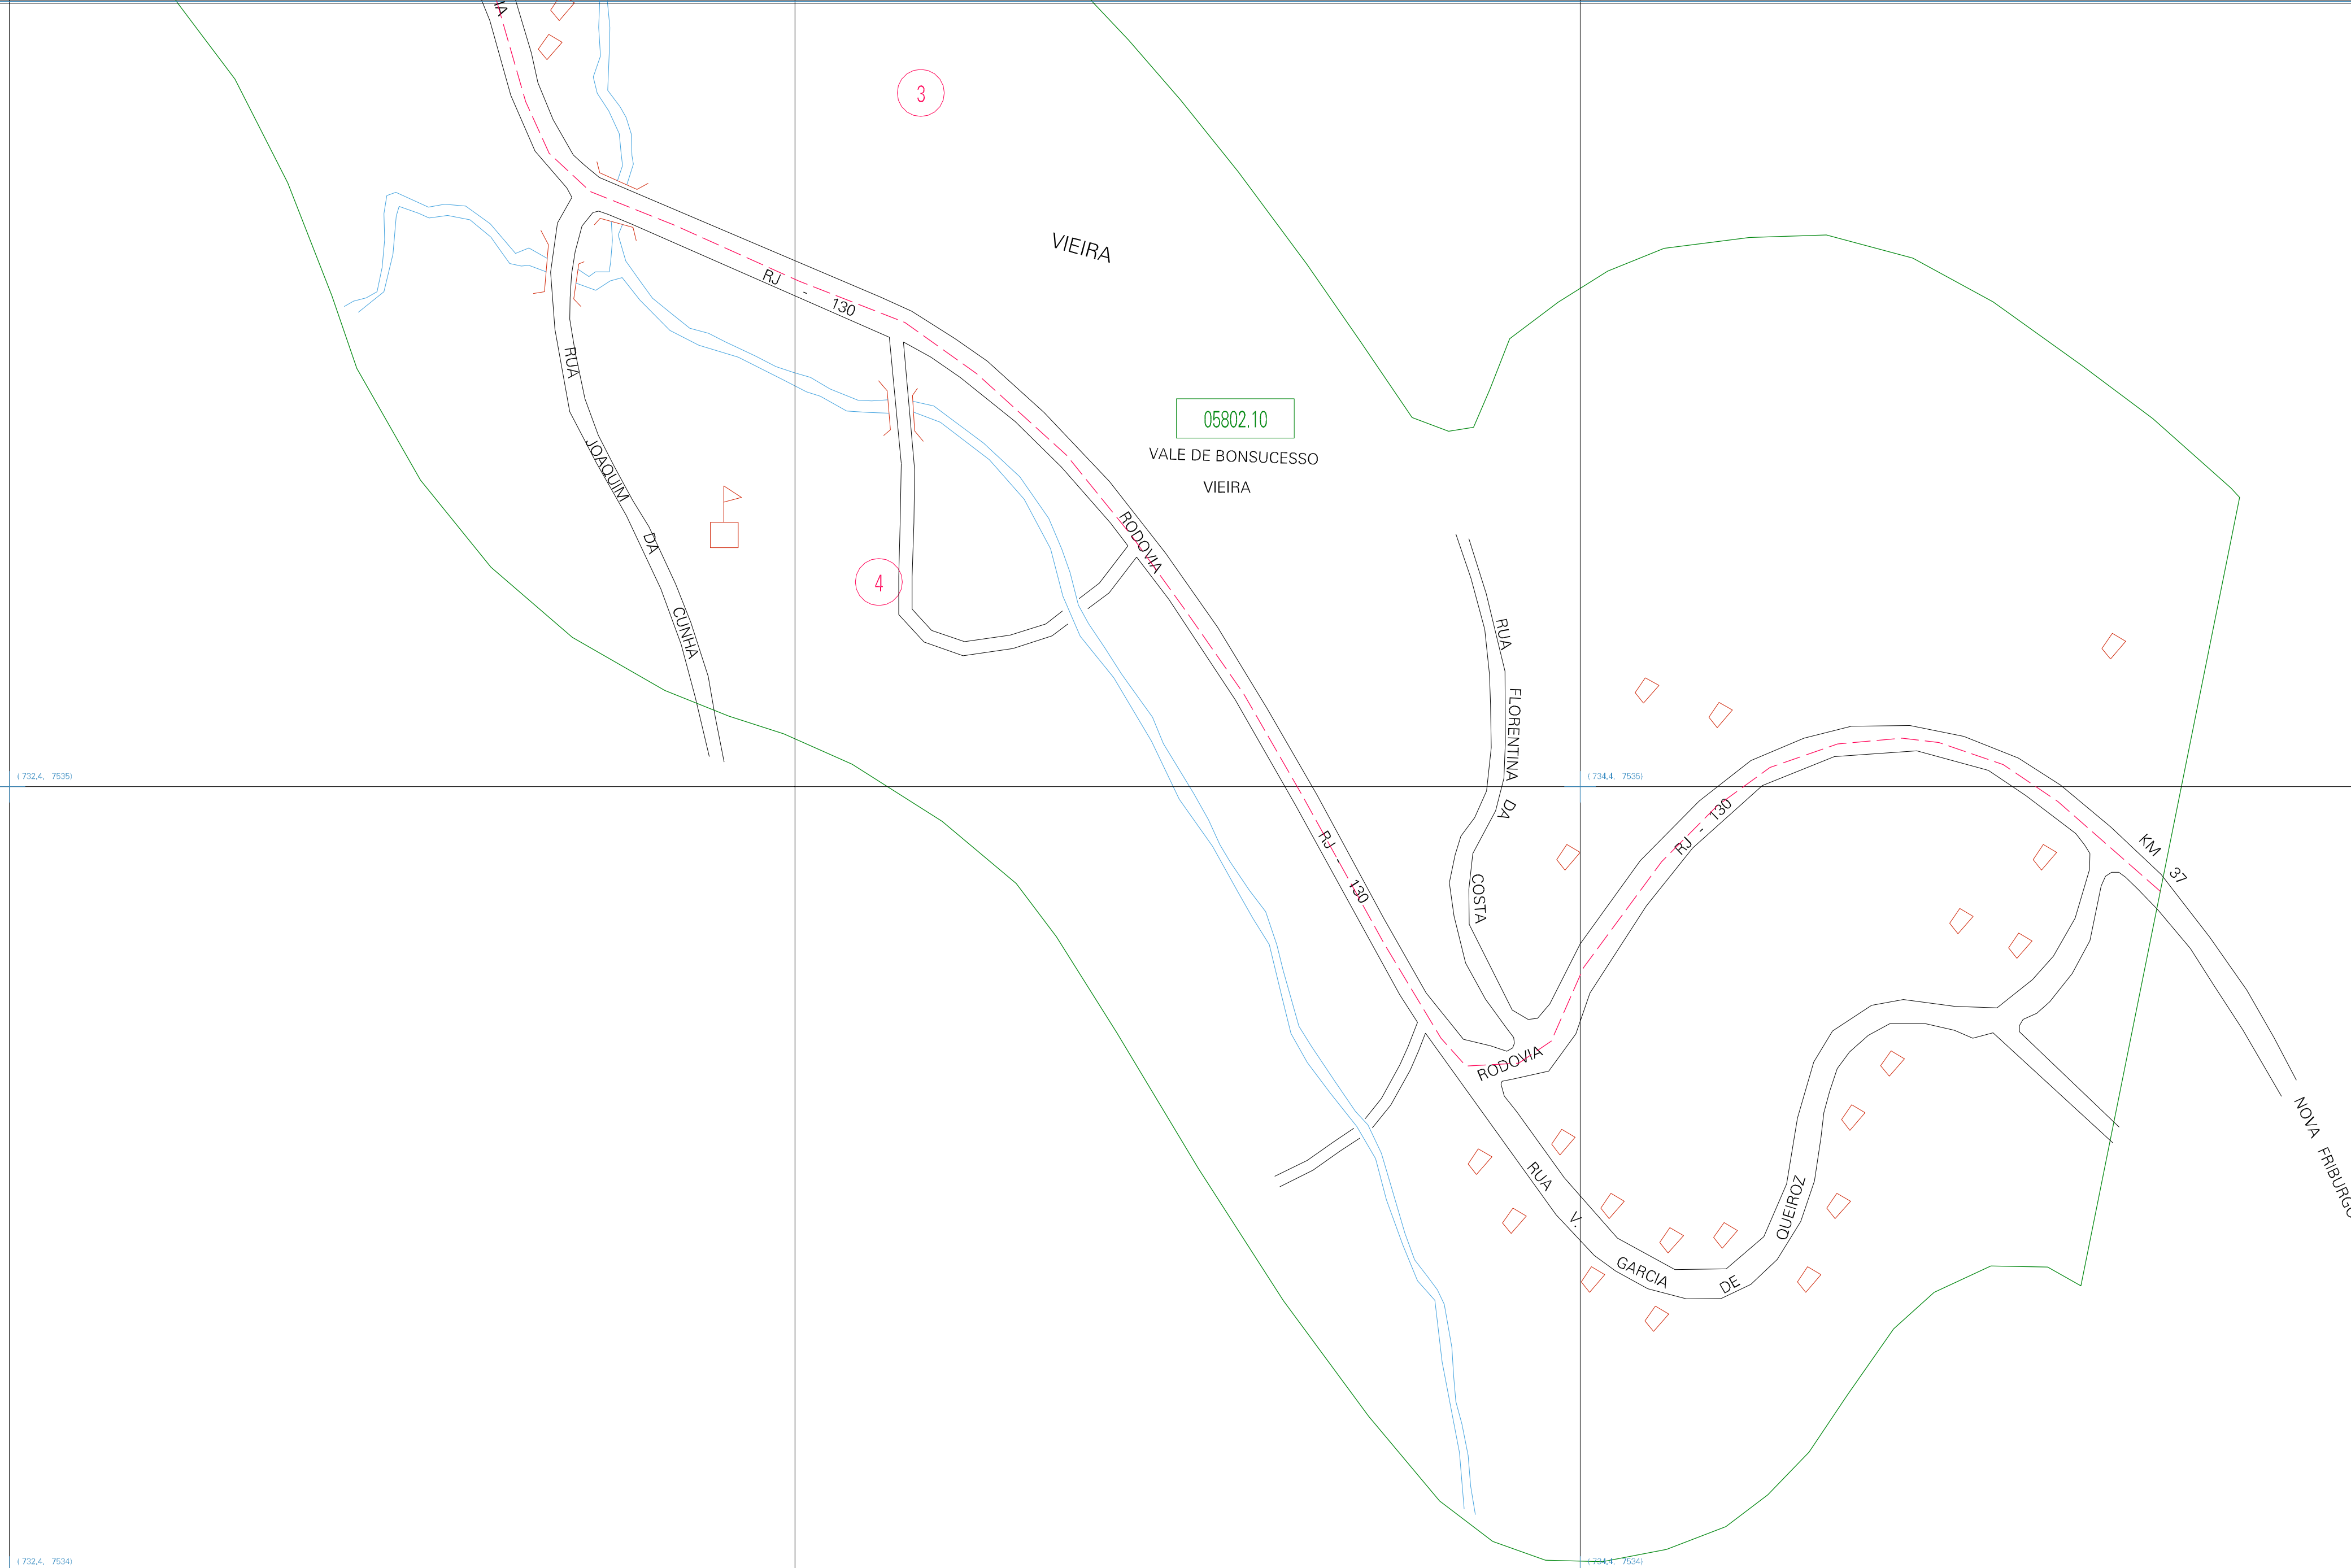 3
VIEIRA
RJ - 130
RUA JOAQUIM DA CUNHA
05802.10
VALE DE BONSUCESSO
VIEIRA
4
RODOVIA RJ - 130
RUA FLORENTINA DA COSTA
(732,4, 7535)
(734,4, 7535)
RODOVIA RJ - 130
KM 37
NOVA FRIBURGO
RUA V. GARCIA DE QUEIROZ
(732,4, 7534)
(734,4, 7534)